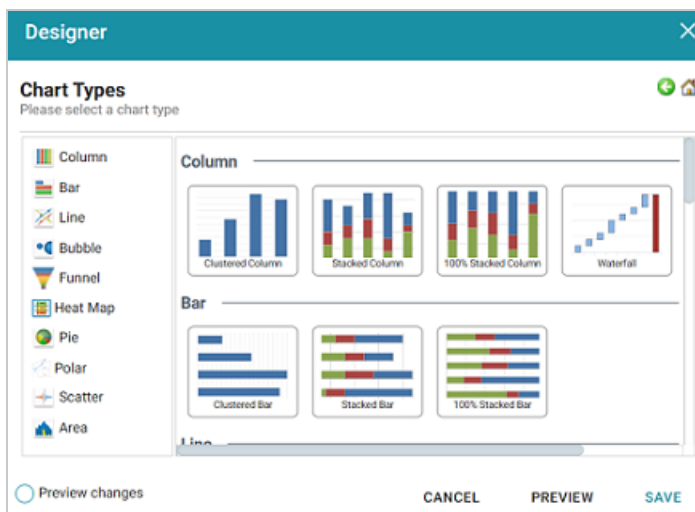 Designer
Chart Types
Please select a chart type
Column
Bar
Line
Bubble
Funnel
Heat Map
Pie
Polar
Scatter
Area
Column
Clustered Column
Stacked Column
100% Stacked Column
Waterfall
Bar
Clustered Bar
Stacked Bar
100% Stacked Bar
Line
Preview changes
CANCEL
PREVIEW
SAVE